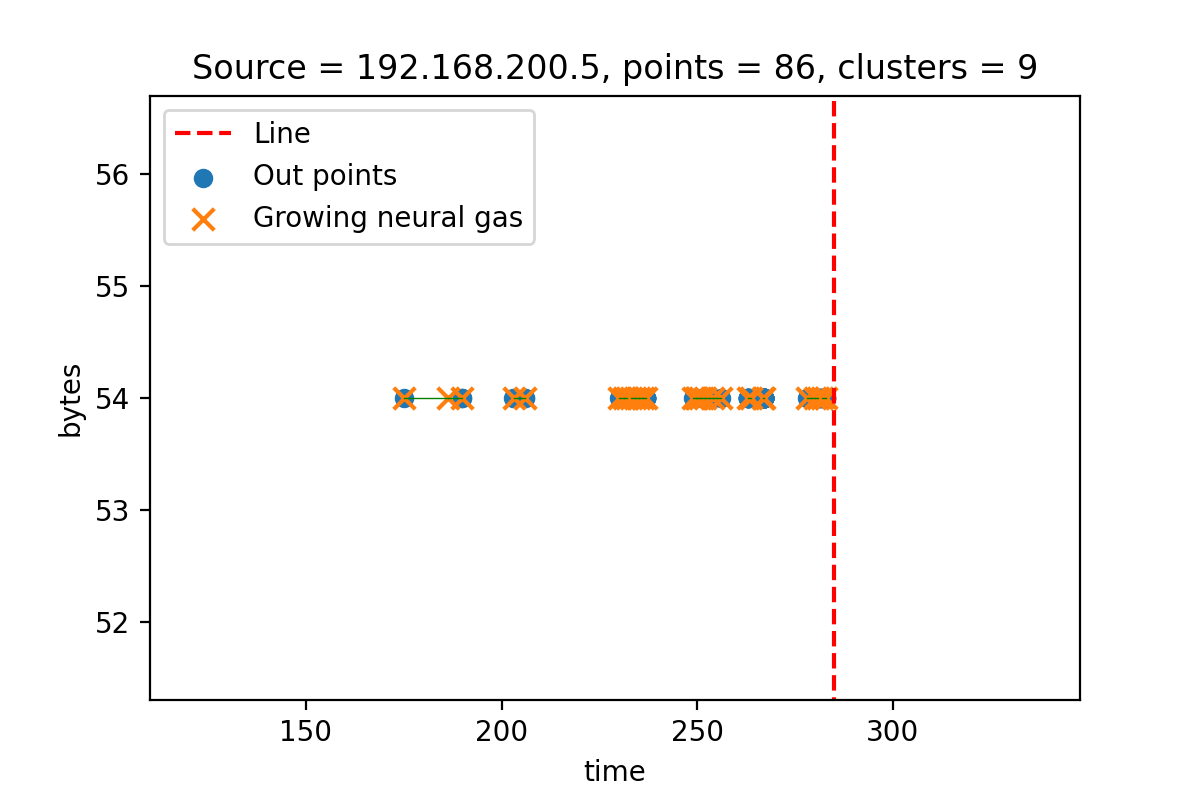 Source = 192.168.200.5, points = 86, clusters = 9
Line
Out points
Growing neural gas
56
55
54
53
52
bytes
150 200 250 300
time